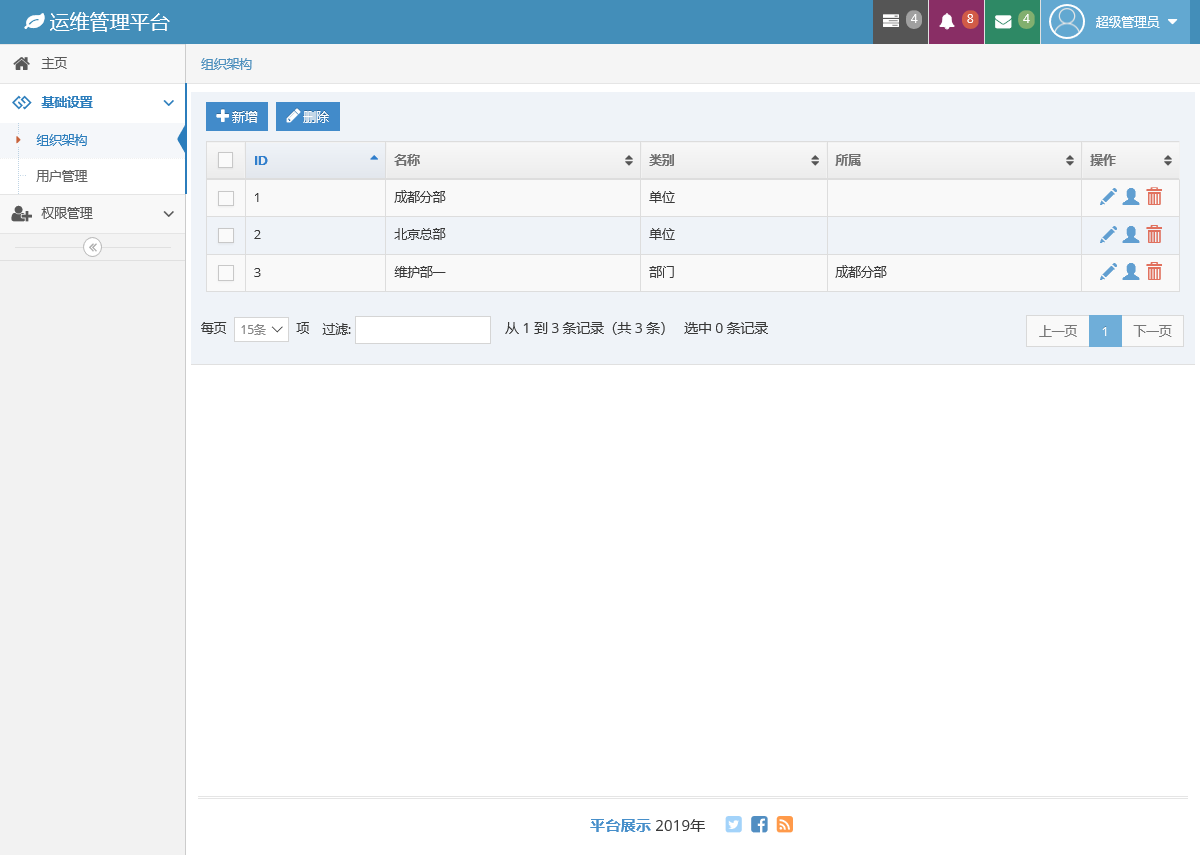 运维管理平台
4
8
4
超级管理员
主页
组织架构
基础设置
组织架构
用户管理
权限管理
新增 删除
ID 名称 类别 所属 操作
1 成都分部 单位
2 北京总部 单位
3 维护部一 部门 成都分部
每页 15条 项 过滤: 从 1 到 3 条记录（共 3 条） 选中 0 条记录
上一页 1 下一页
平台展示 2019年